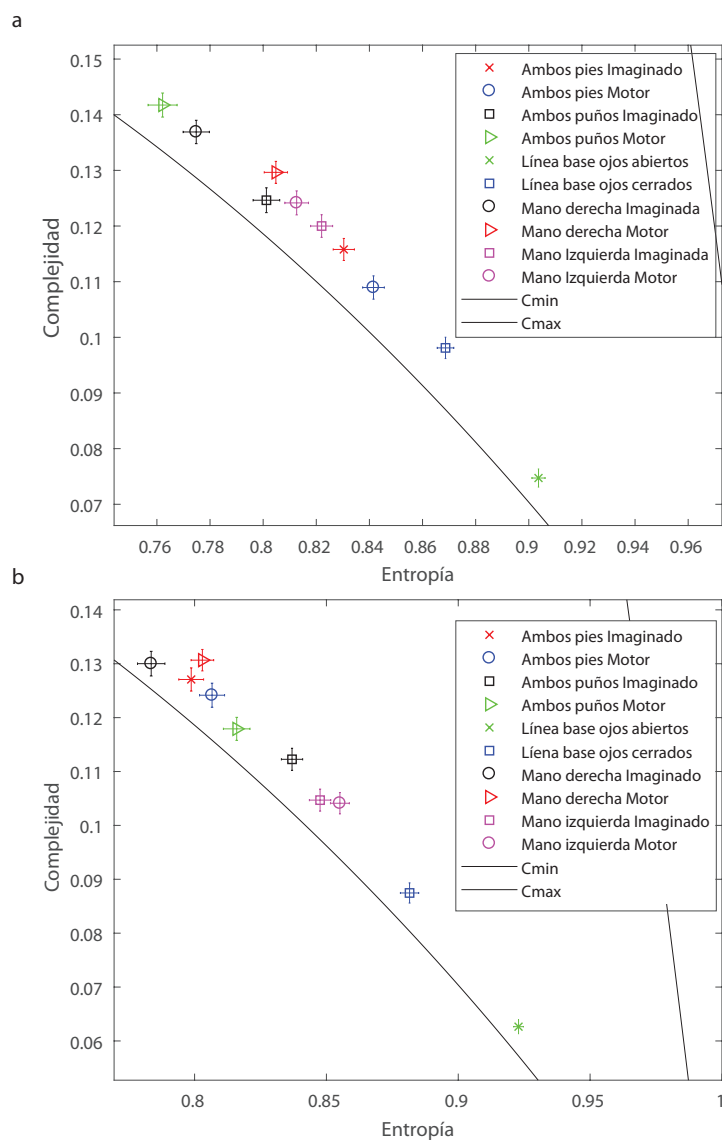 a
0.15
0.14
0.13
0.12
0.11
0.1
0.09
0.08
0.07
Complejidad
Ambos pies Imaginado
Ambos pies Motor
Ambos puños Imaginado
Ambos puños Motor
Línea base ojos abiertos
Línea base ojos cerrados
Mano derecha Imaginada
Mano derecha Motor
Mano Izquierda Imaginada
Mano Izquierda Motor
Cmin
Cmax
0.76 0.78 0.8 0.82 0.84 0.86 0.88 0.9 0.92 0.94 0.96
Entropía
b
0.14
0.13
0.12
0.11
0.1
0.09
0.08
0.07
0.06
Complejidad
Ambos pies Imaginado
Ambos pies Motor
Ambos puños Imaginado
Ambos puños Motor
Línea base ojos abiertos
Líena base ojos cerrados
Mano derecha Imaginado
Mano derecha Motor
Mano izquierda Imaginado
Mano izquierda Motor
Cmin
Cmax
0.8 0.85 0.9 0.95 1
Entropía